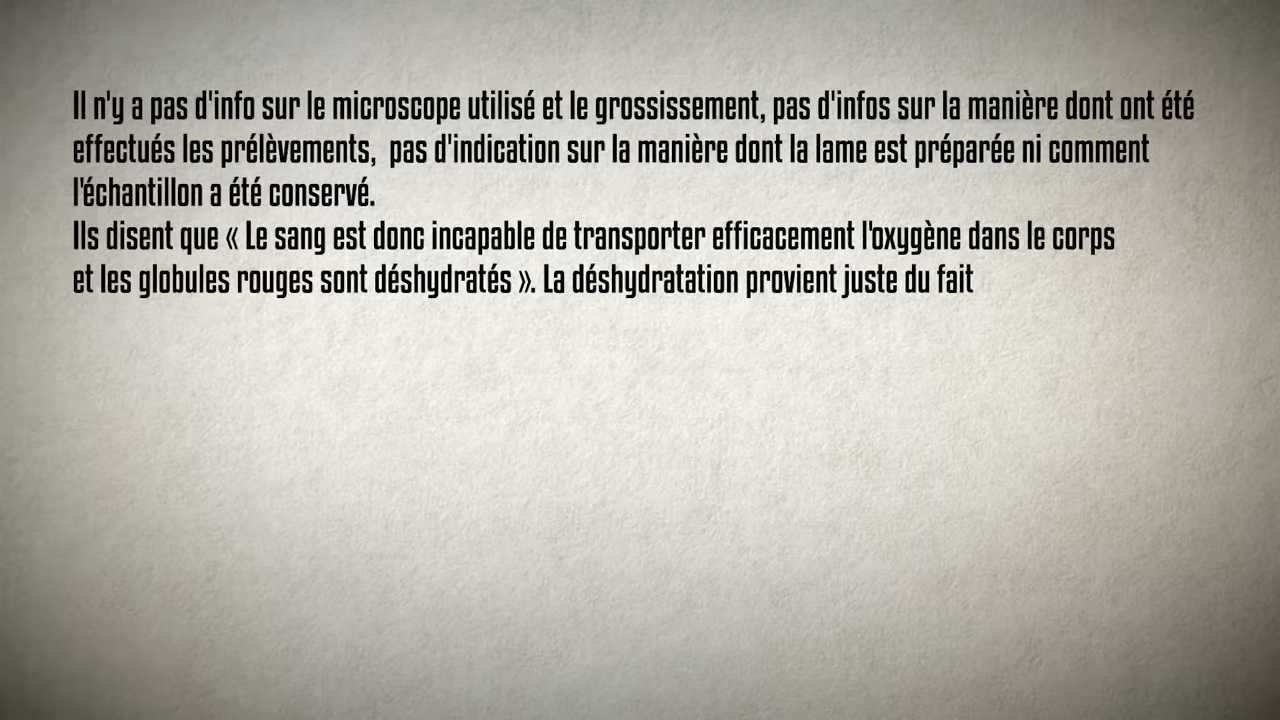 Il n'y a pas d'info sur le microscope utilisé et le grossissement, pas d'infos sur la manière dont ont été
effectués les prélèvements,  pas d'indication sur la manière dont la lame est préparée ni comment
l'échantillon a été conservé.
Ils disent que « Le sang est donc incapable de transporter efficacement l'oxygène dans le corps
et les globules rouges sont déshydratés ». La déshydratation provient juste du fait